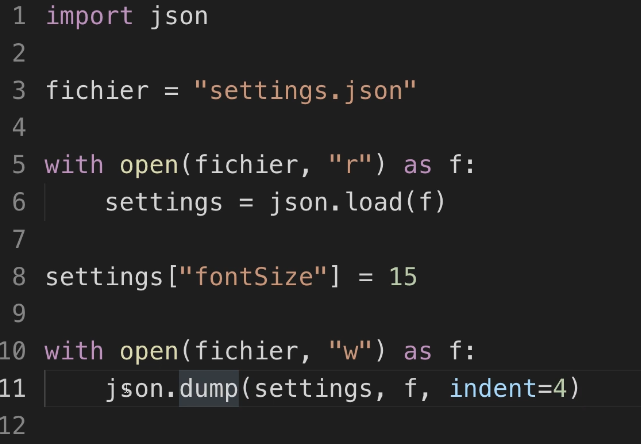 1 import json
2
3 fichier = "settings.json"
4
5 with open(fichier, "r") as f:
6     settings = json.load(f)
7
8 settings["fontSize"] = 15
9
10 with open(fichier, "w") as f:
11     json.dump(settings, f, indent=4)
12